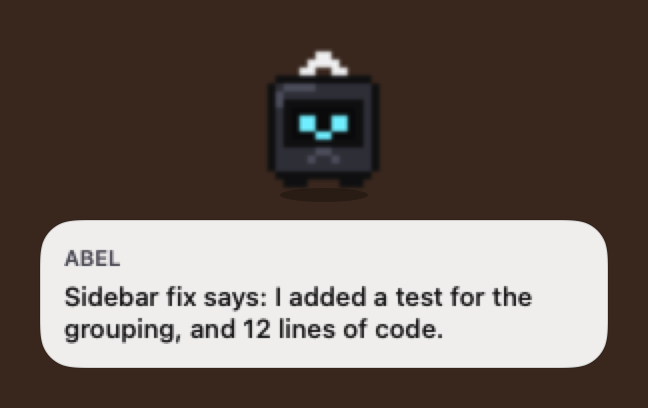 ABEL
Sidebar fix says: I added a test for the
grouping, and 12 lines of code.